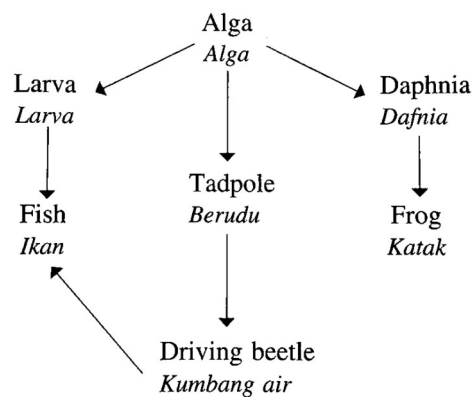 Alga
Alga
Larva
Larva
Daphnia
Dafnia
Tadpole
Berudu
Fish
Ikan
Frog
Katak
Driving beetle
Kumbang air